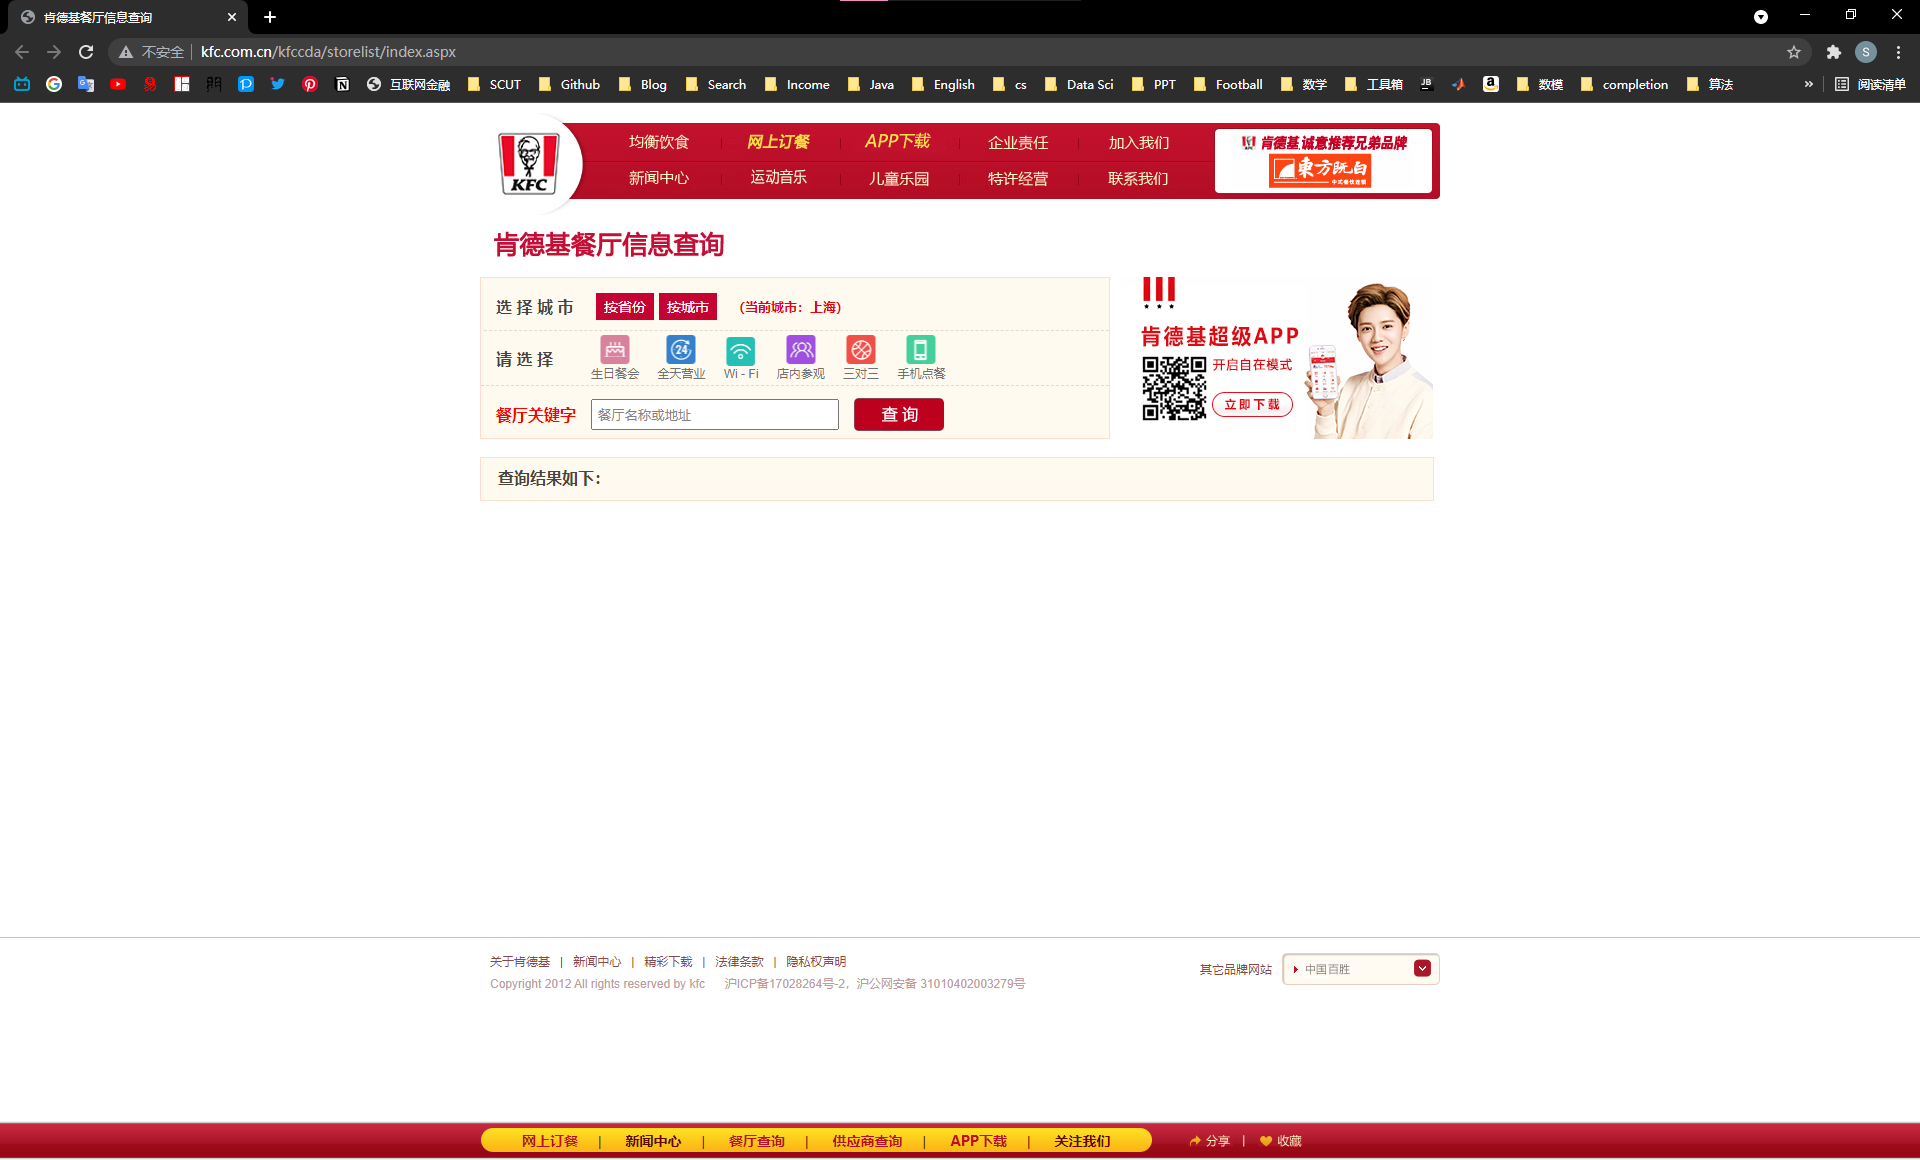 肯德基餐厅信息查询
不安全 | kfc.com.cn/kfccda/storelist/index.aspx
S
互联网金融 SCUT Github Blog Search Income Java English cs Data Sci PPT Football 数学 工具箱 JB a 数模 completion 算法 » 阅读清单
KFC
均衡饮食 网上订餐 APP下载 企业责任 加入我们
新闻中心 运动音乐 儿童乐园 特许经营 联系我们
肯德基,诚意推荐兄弟品牌
東方既白
肯德基餐厅信息查询
选择城市 按省份 按城市 (当前城市：上海)
请选择
24
生日餐会 全天营业 Wi-Fi 店内参观 三对三 手机点餐
餐厅关键字 餐厅名称或地址 查 询
肯德基超级APP
开启自在模式
立即下载
查询结果如下：
关于肯德基 | 新闻中心 | 精彩下载 | 法律条款 | 隐私权声明
Copyright 2012 All rights reserved by kfc 沪ICP备17028264号-2，沪公网安备 31010402003279号
其它品牌网站 中国百胜
网上订餐 | 新闻中心 | 餐厅查询 | 供应商查询 | APP下载 | 关注我们 分享 | 收藏